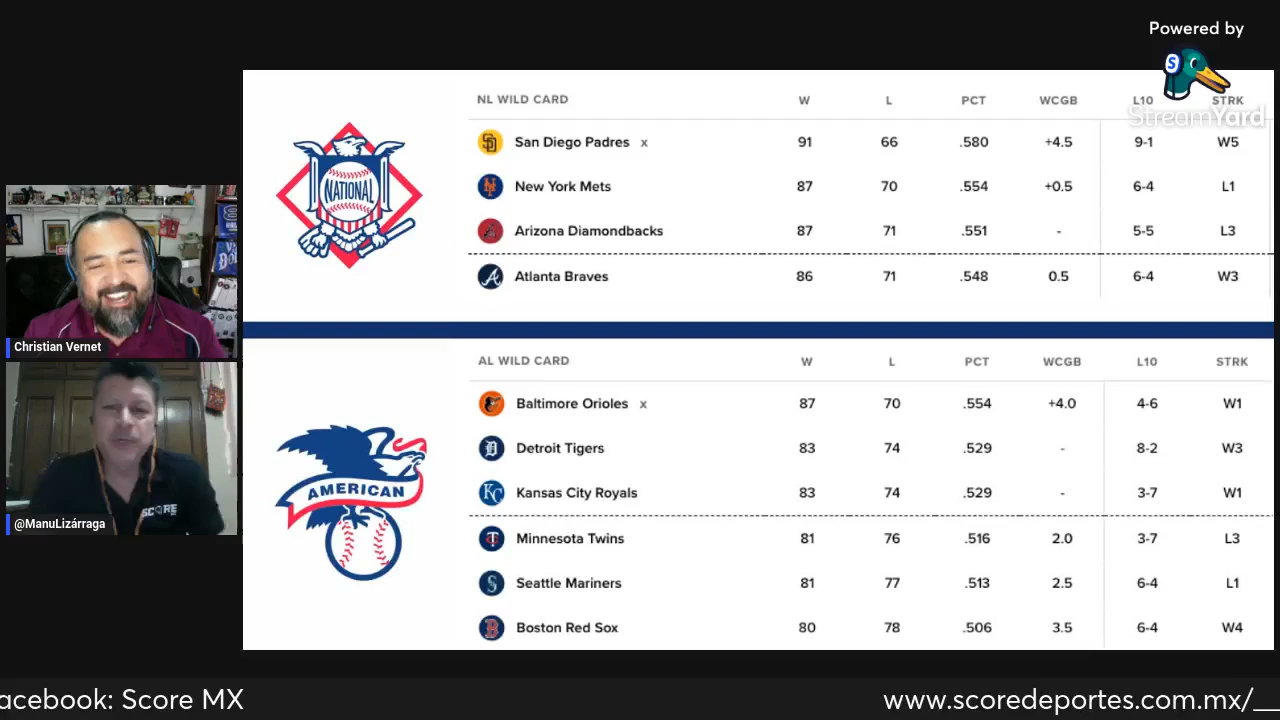 Powered by
S
StreamYard
NL WILD CARD W L PCT WCGB L10 STRK
San Diego Padres x 91 66 .580 +4.5 9-1 W5
New York Mets 87 70 .554 +0.5 6-4 L1
Arizona Diamondbacks 87 71 .551 - 5-5 L3
Atlanta Braves 86 71 .548 0.5 6-4 W3
NATIONAL
Christian Vernet
AL WILD CARD W L PCT WCGB L10 STRK
Baltimore Orioles x 87 70 .554 +4.0 4-6 W1
Detroit Tigers 83 74 .529 - 8-2 W3
Kansas City Royals 83 74 .529 - 3-7 W1
Minnesota Twins 81 76 .516 2.0 3-7 L3
Seattle Mariners 81 77 .513 2.5 6-4 L1
Boston Red Sox 80 78 .506 3.5 6-4 W4
AMERICAN
SCORE
@ManuLizárraga
acebook: Score MX
www.scoredeportes.com.mx/__